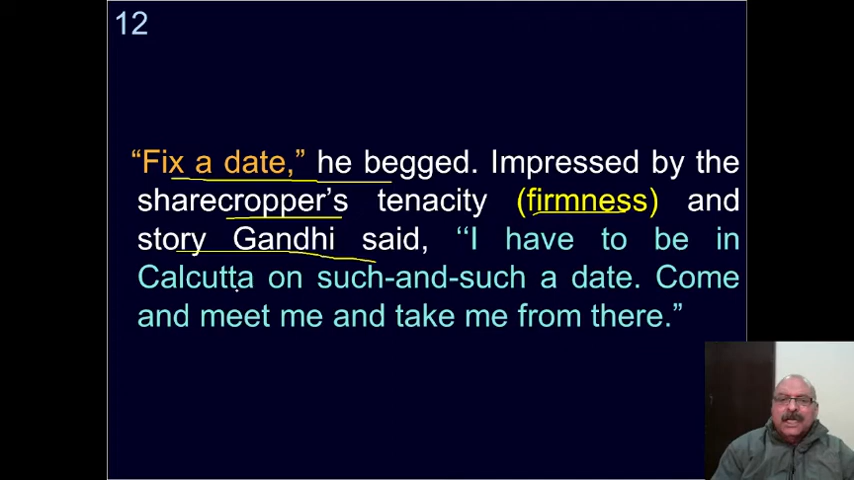 12
“Fix a date,” he begged. Impressed by the
sharecropper’s tenacity (firmness) and
story Gandhi said, ‘‘I have to be in
Calcutta on such-and-such a date. Come
and meet me and take me from there.”